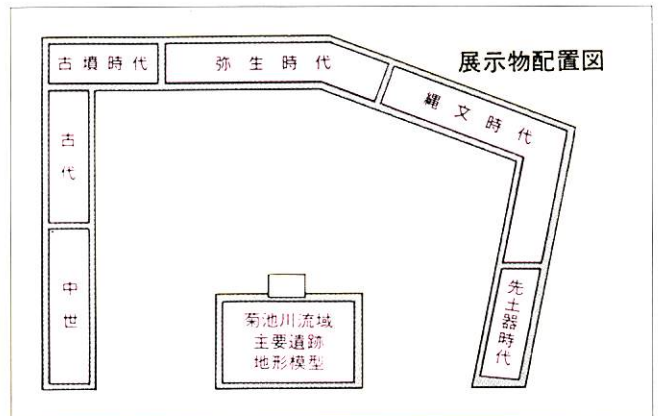 展示物配置図
古墳時代
弥生時代
縄文時代
古代
中世
先土器時代
菊池川流域
主要遺跡
地形模型